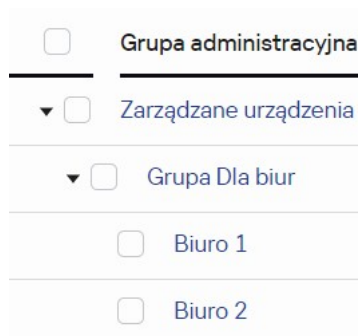 Grupa administracyjna
Zarządzane urządzenia
Grupa Dla biur
Biuro 1
Biuro 2